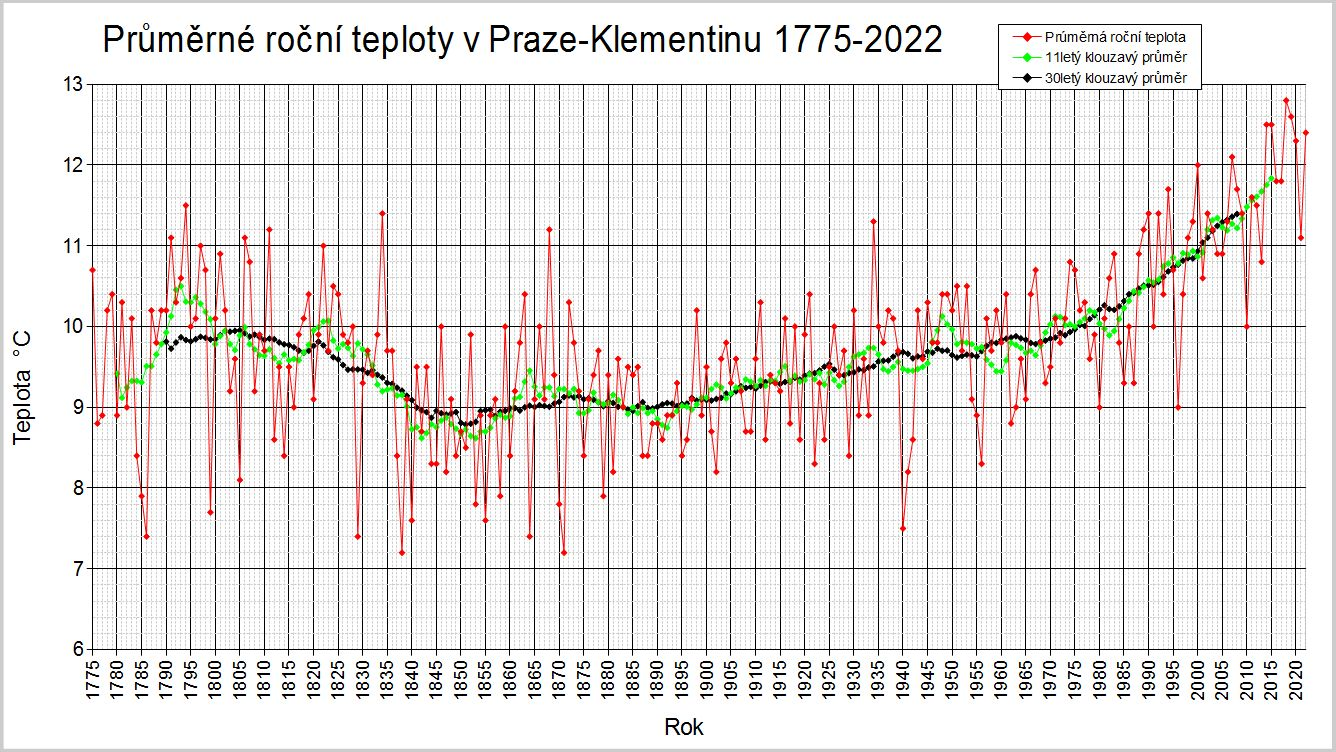 Průměrné roční teploty v Praze-Klementinu 1775-2022
Průměrná roční teplota
11letý klouzavý průměr
30letý klouzavý průměr
13
12
11
10
9
8
7
6
Teplota °C
1775 1780 1785 1790 1795 1800 1805 1810 1815 1820 1825 1830 1835 1840 1845 1850 1855 1860 1865 1870 1875 1880 1885 1890 1895 1900 1905 1910 1915 1920 1925 1930 1935 1940 1945 1950 1955 1960 1965 1970 1975 1980 1985 1990 1995 2000 2005 2010 2015 2020
Rok